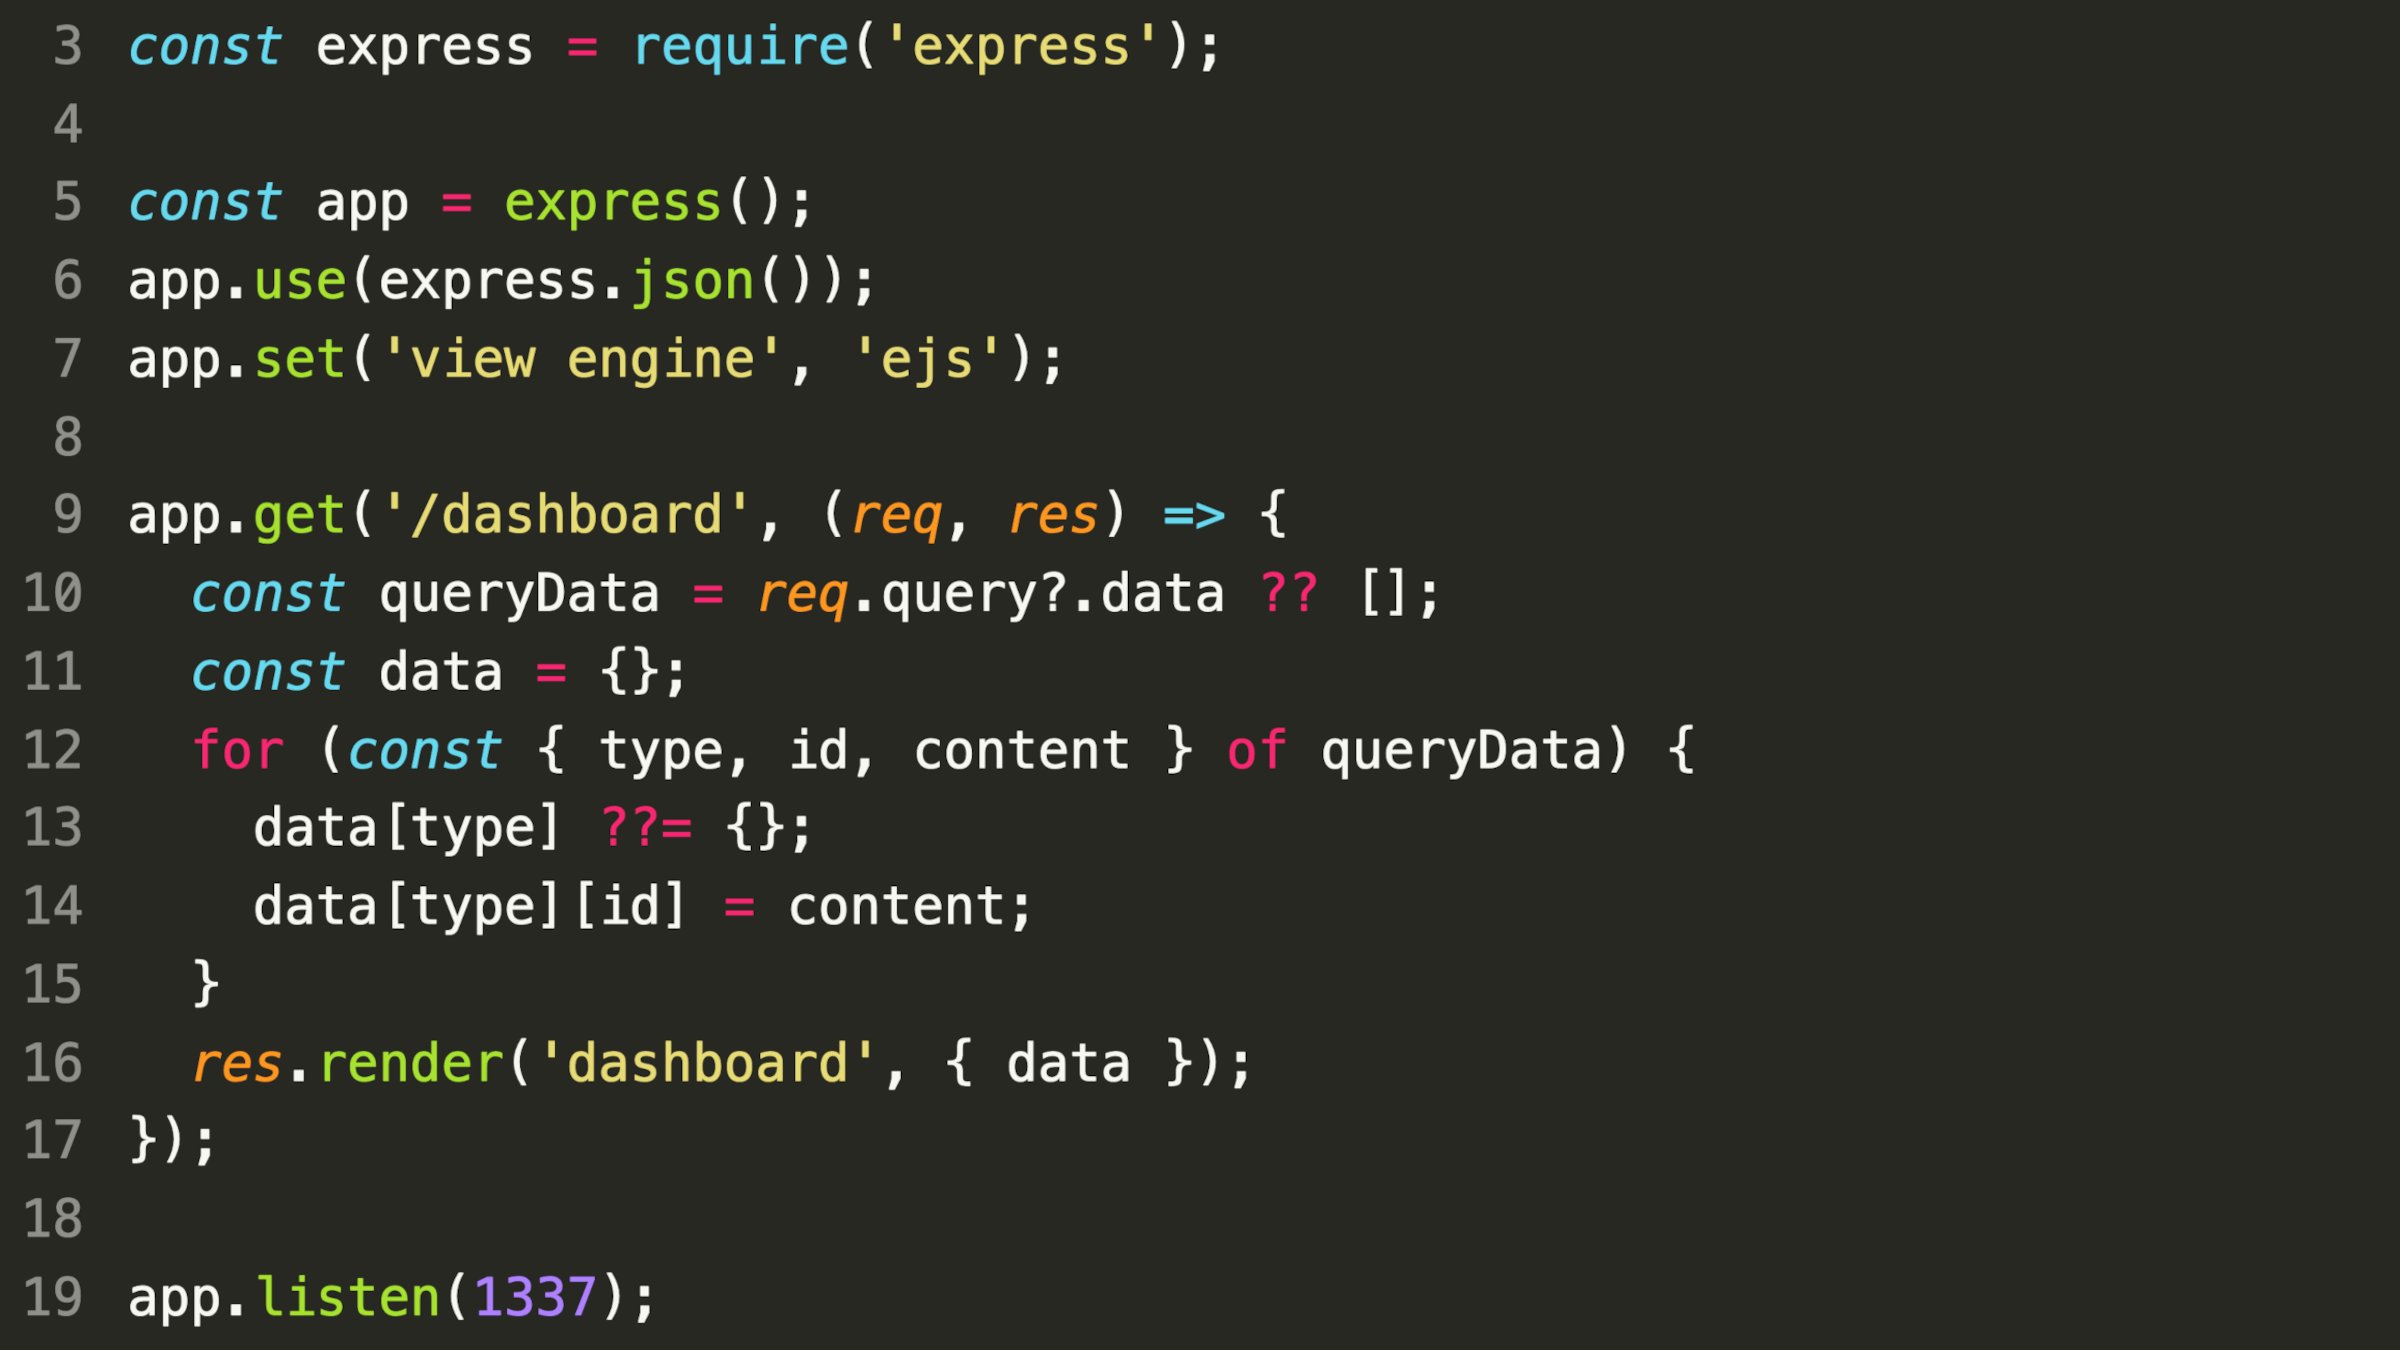 3 const express = require('express');
4
5 const app = express();
6 app.use(express.json());
7 app.set('view engine', 'ejs');
8
9 app.get('/dashboard', (req, res) => {
10   const queryData = req.query?.data ?? [];
11   const data = {};
12   for (const { type, id, content } of queryData) {
13     data[type] ??= {};
14     data[type][id] = content;
15   }
16   res.render('dashboard', { data });
17 });
18
19 app.listen(1337);